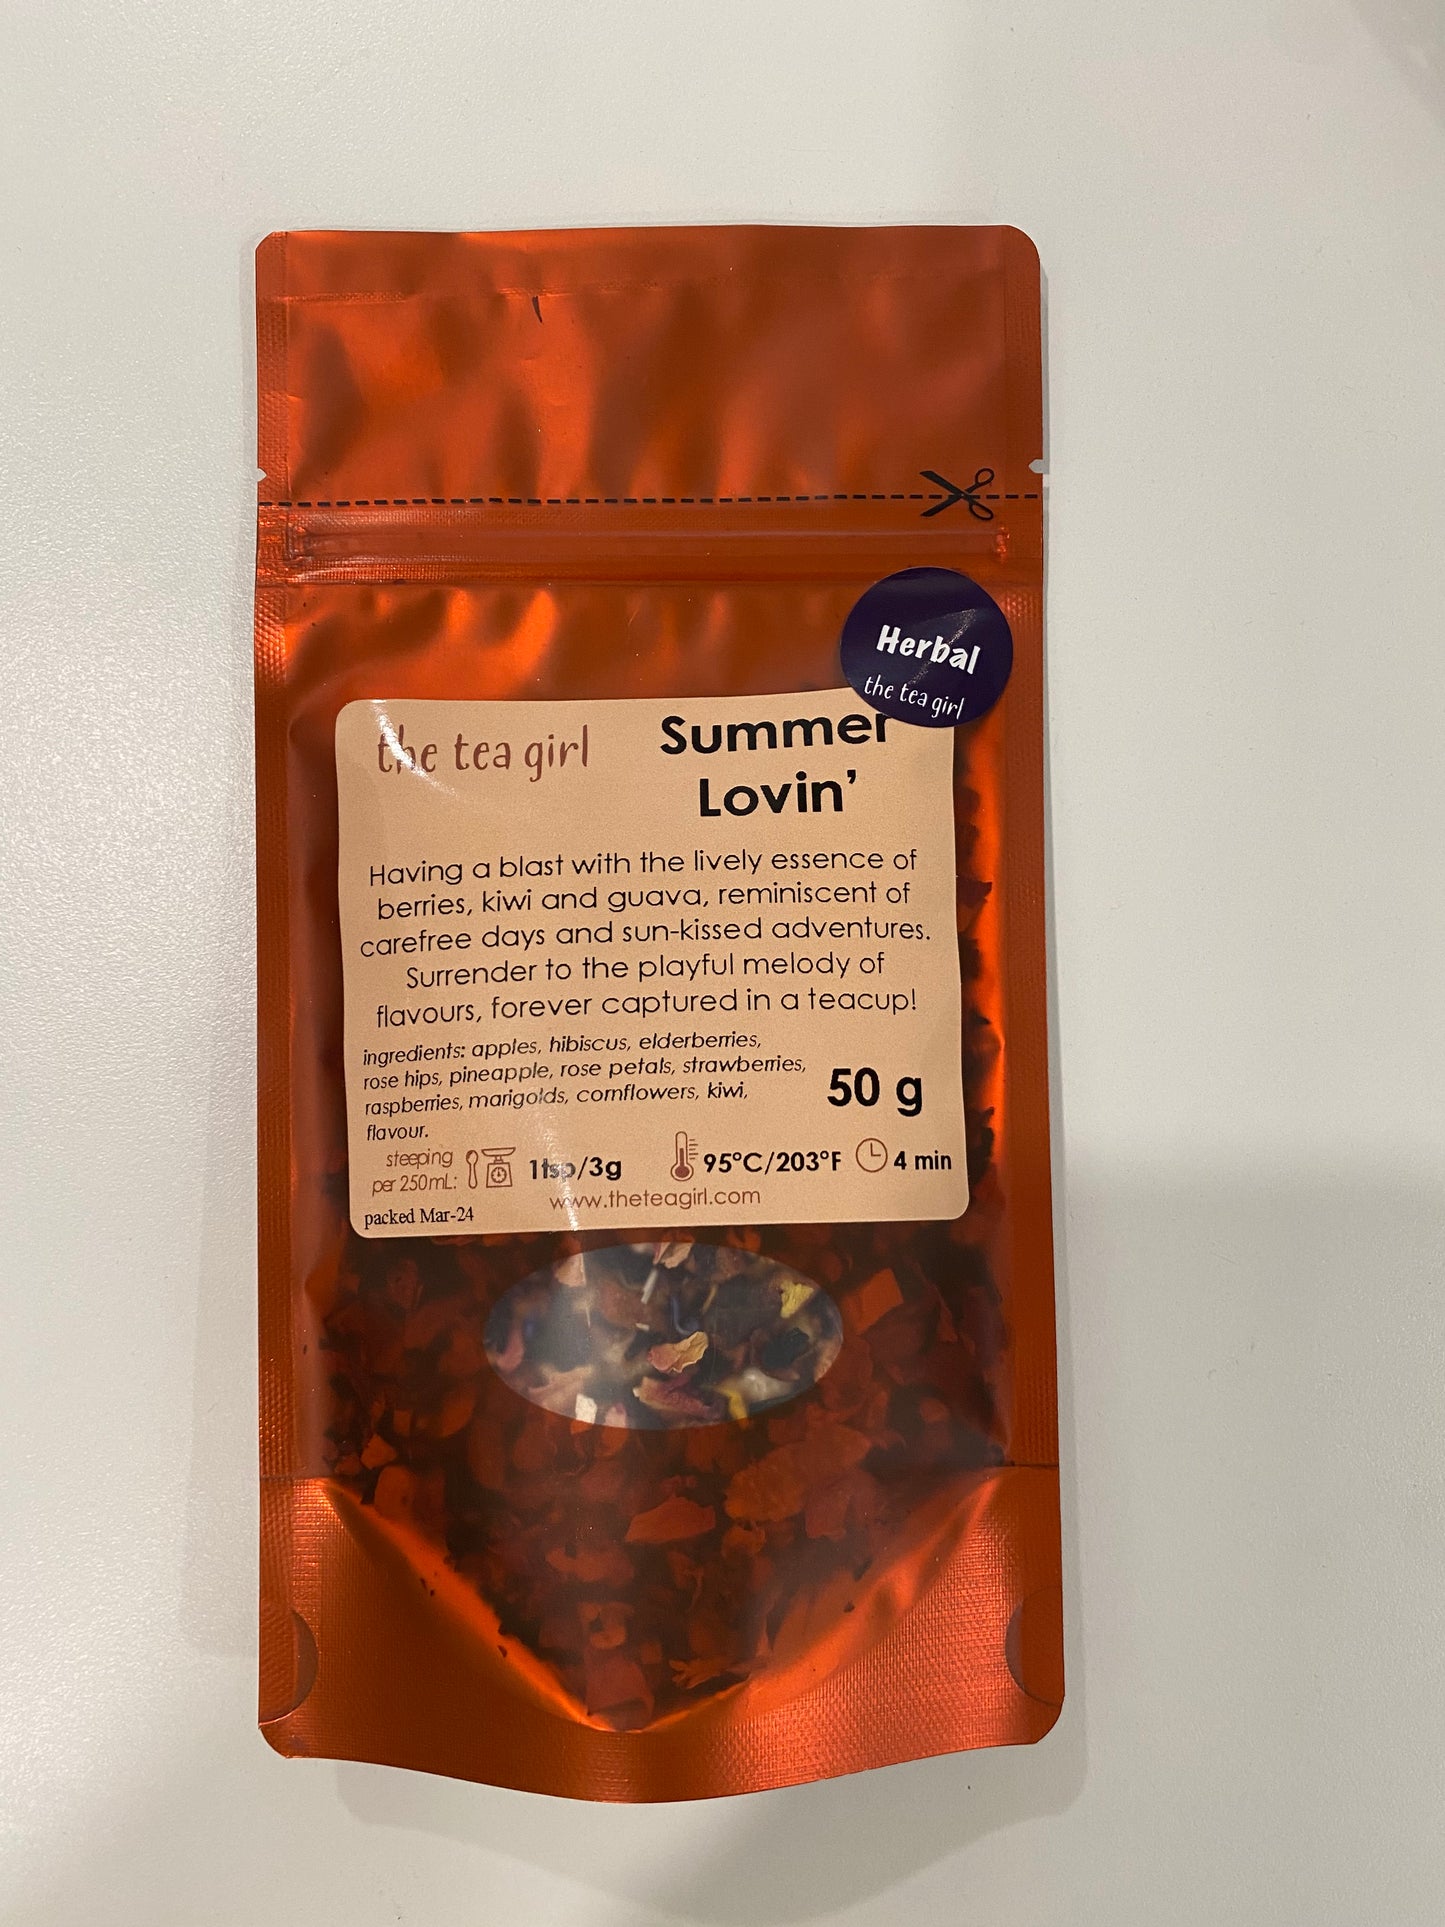 Herbal
the tea girl
the tea girl
Summer
Lovin'
Having a blast with the lively essence of
berries, kiwi and guava, reminiscent of
carefree days and sun-kissed adventures.
Surrender to the playful melody of
flavours, forever captured in a teacup!
ingredients: apples, hibiscus, elderberries,
rose hips, pineapple, rose petals, strawberries,
raspberries, marigolds, cornflowers, kiwi,
flavour.
50 g
steeping
per 250mL:
1tsp/3g
95°C/203°F
4 min
www.theteagirl.com
packed Mar-24